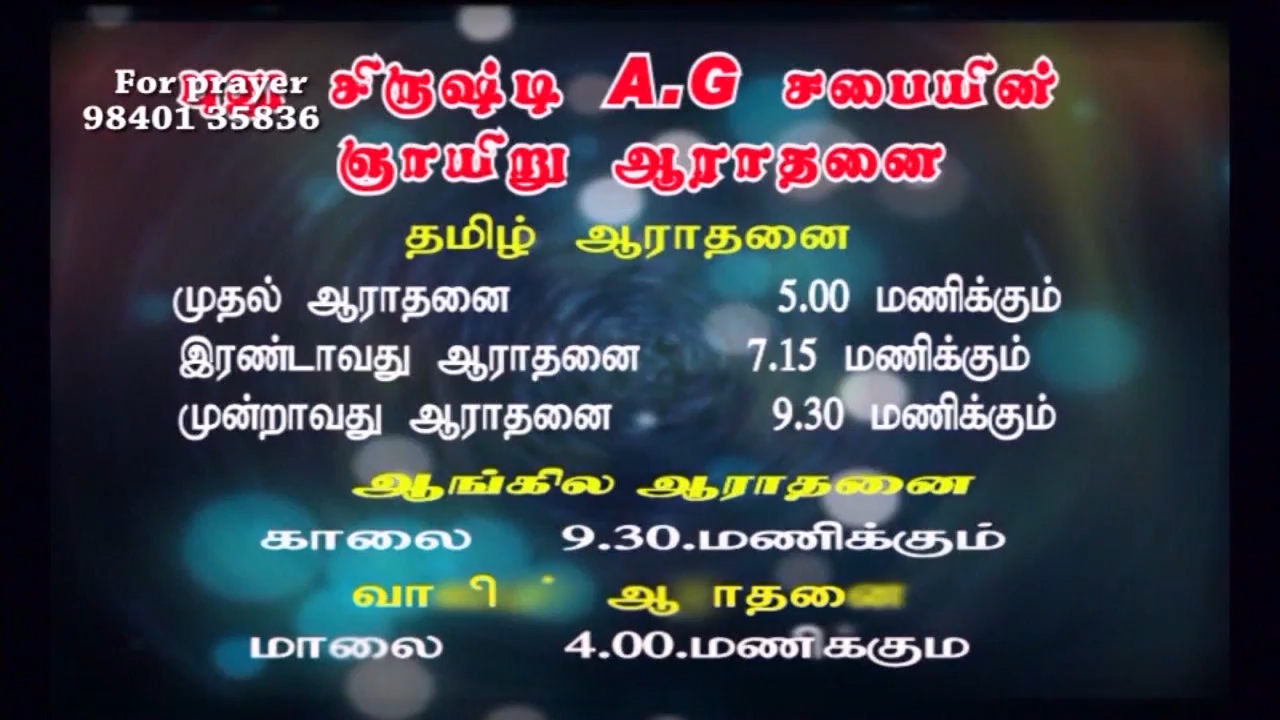 For prayer
98401 35836
சிருஷ்டி A.G சபையின்
ஞாயிறு ஆராதனை
தமிழ் ஆராதனை
முதல் ஆராதனை 5.00 மணிக்கும்
இரண்டாவது ஆராதனை 7.15 மணிக்கும்
முன்றாவது ஆராதனை 9.30 மணிக்கும்
ஆங்கில ஆராதனை
காலை 9.30.மணிக்கும்
ஆராதனை
மாலை 4.00.மணிக்கும